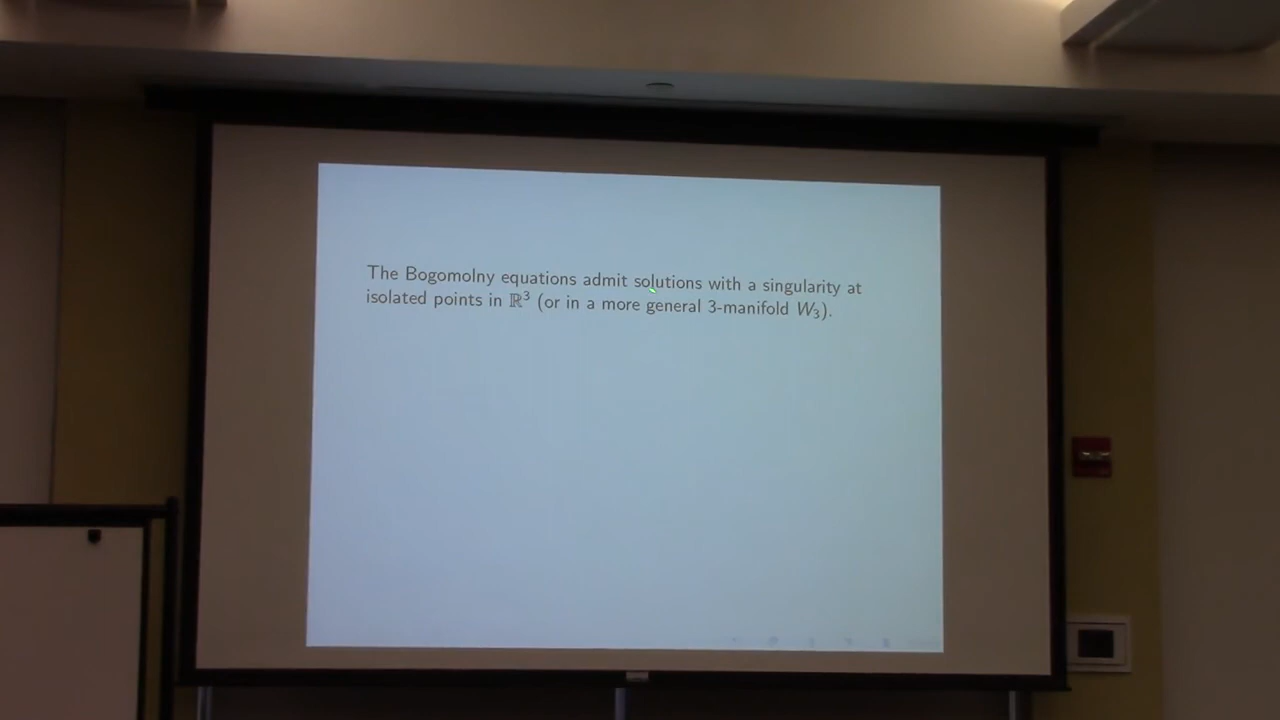 The Bogomolny equations admit solutions with a singularity at
isolated points in ℝ³ (or in a more general 3-manifold W₃).